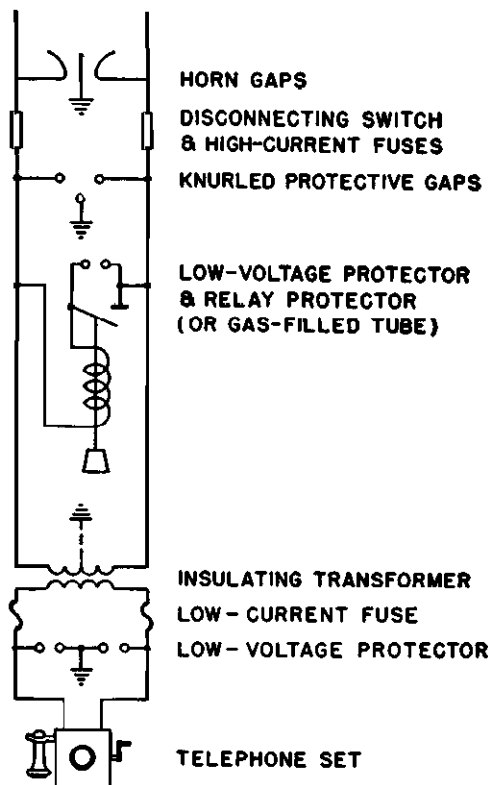 HORN GAPS
DISCONNECTING SWITCH
& HIGH-CURRENT FUSES
KNURLED PROTECTIVE GAPS
LOW-VOLTAGE PROTECTOR
& RELAY PROTECTOR
(OR GAS-FILLED TUBE)
INSULATING TRANSFORMER
LOW-CURRENT FUSE
LOW-VOLTAGE PROTECTOR
TELEPHONE SET